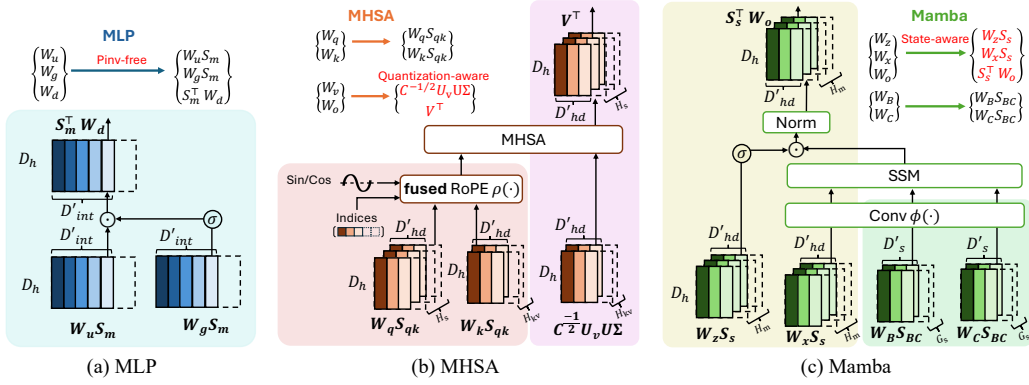 MLP
{W_u W_g W_d} Pinv-free {W_u S_m W_g S_m S_m^⊤ W_d}
S_m^⊤ W_d
D_h
D'_int
D'_int
D'_int
σ
D_h
W_u S_m
W_g S_m
(a) MLP
MHSA
{W_q W_k} {W_q S_qk W_k S_qk}
{W_v W_o} Quantization-aware {C^{-1/2} U_v U Σ V^⊤}
V^⊤
D_h
D'_hd
H_s
MHSA
Sin/Cos
fused RoPE ρ(·)
Indices
D'_hd
D'_hd
D'_hd
D_h
D_h
D_h
H_s
H_kv
H_kv
W_q S_qk
W_k S_qk
C^{-1/2} U_v U Σ
(b) MHSA
S_s^⊤ W_o
Mamba
{W_z W_x W_o} State-aware {W_z S_s W_x S_s S_s^⊤ W_o}
{W_B W_C} {W_B S_BC W_C S_BC}
D_h
D'_hd
H_m
Norm
σ
SSM
Conv ϕ(·)
D'_hd
D'_hd
D'_s
D'_s
D_h
H_m
H_m
G_s
G_s
W_z S_s
W_x S_s
W_B S_BC
W_C S_BC
(c) Mamba